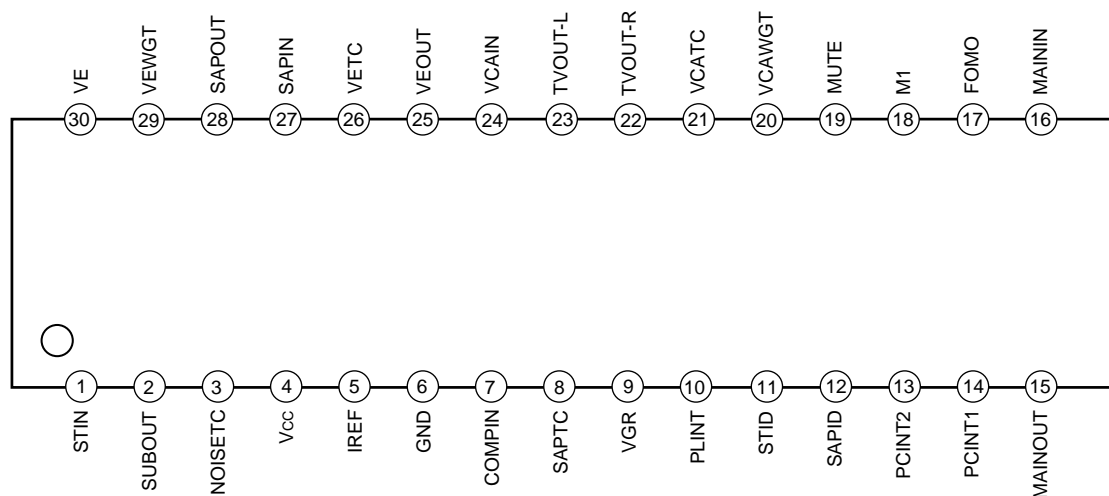 VE
VEWGT
SAPOUT
SAPIN
VETC
VEOUT
VCAIN
TVOUT-L
TVOUT-R
VCATC
VCAWGT
MUTE
M1
FOMO
MAININ
30
29
28
27
26
25
24
23
22
21
20
19
18
17
16
1
2
3
4
5
6
7
8
9
10
11
12
13
14
15
STIN
SUBOUT
NOISETC
Vcc
IREF
GND
COMPIN
SAPTC
VGR
PLINT
STID
SAPID
PCINT2
PCINT1
MAINOUT